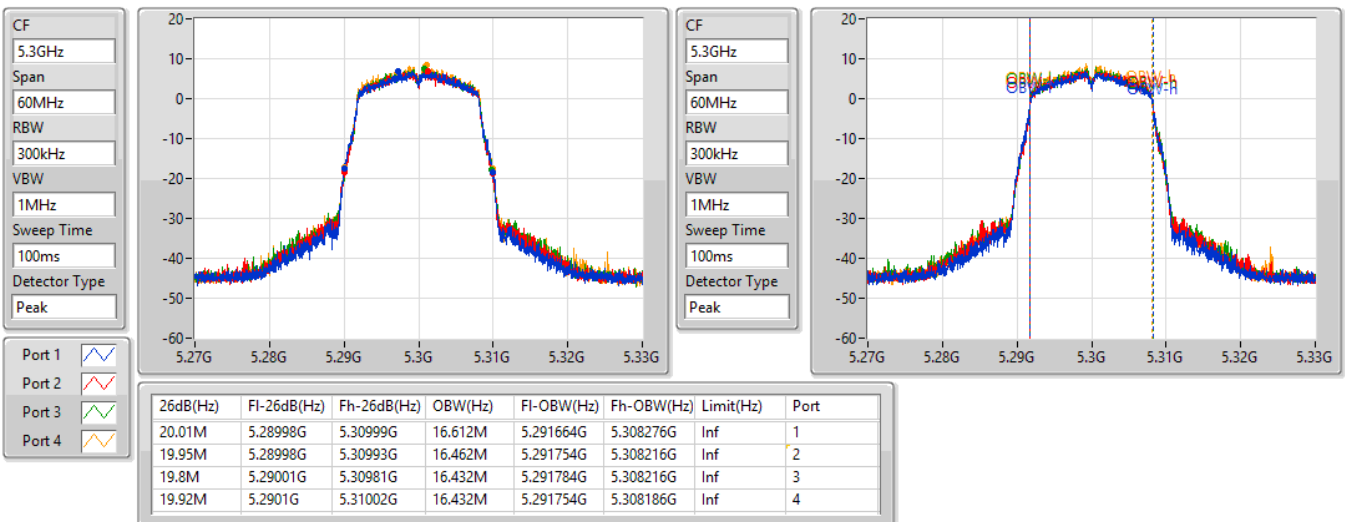 CF
5.3GHz
Span
60MHz
RBW
300kHz
VBW
1MHz
Sweep Time
100ms
Detector Type
Peak
20
10
0
-10
-20
-30
-40
-50
-60
5.27G 5.28G 5.29G 5.3G 5.31G 5.32G 5.33G
CF
5.3GHz
Span
60MHz
RBW
300kHz
VBW
1MHz
Sweep Time
100ms
Detector Type
Peak
20
10
0
-10
-20
-30
-40
-50
-60
OBW-h
OBW-h
5.27G 5.28G 5.29G 5.3G 5.31G 5.32G 5.33G
Port 1
Port 2
Port 3
Port 4
26dB(Hz) Fl-26dB(Hz) Fh-26dB(Hz) OBW(Hz) Fl-OBW(Hz) Fh-OBW(Hz) Limit(Hz) Port
20.01M 5.28998G 5.30999G 16.612M 5.291664G 5.308276G Inf 1
19.95M 5.28998G 5.30993G 16.462M 5.291754G 5.308216G Inf 2
19.8M 5.29001G 5.30981G 16.432M 5.291784G 5.308216G Inf 3
19.92M 5.2901G 5.31002G 16.432M 5.291754G 5.308186G Inf 4